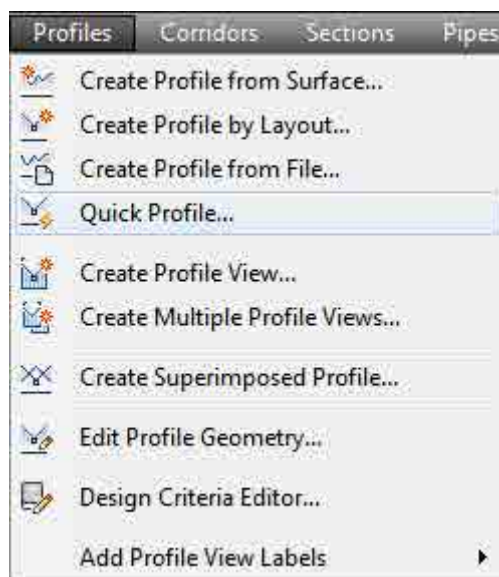 Profiles Corridors Sections Pipes
Create Profile from Surface...
Create Profile by Layout...
Create Profile from File...
Quick Profile...
Create Profile View...
Create Multiple Profile Views...
Create Superimposed Profile...
Edit Profile Geometry...
Design Criteria Editor...
Add Profile View Labels